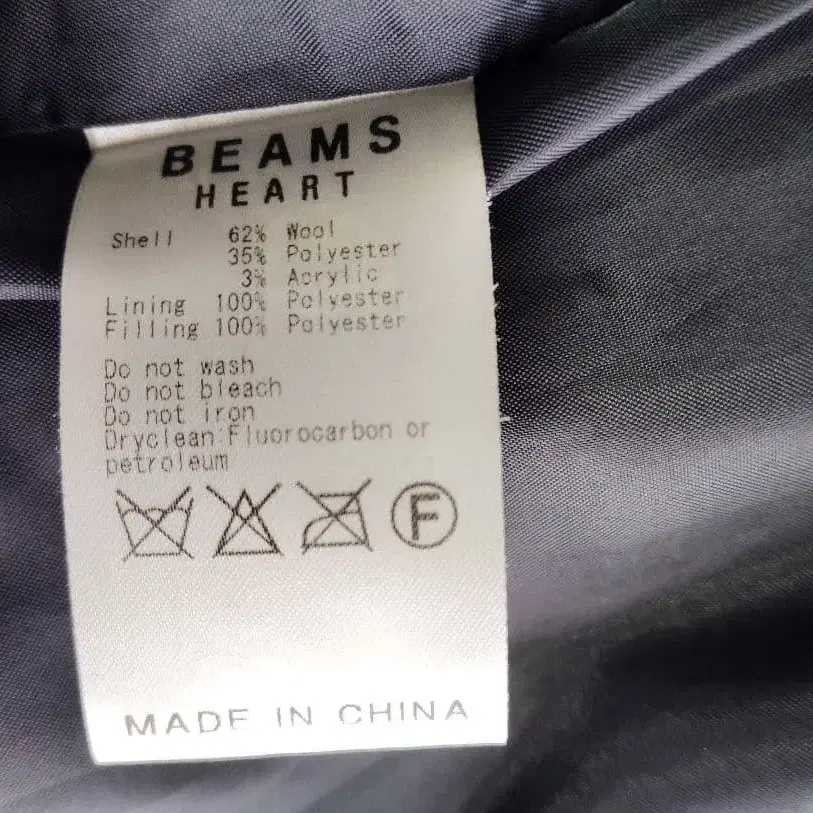 BEAMS
HEART
Shell 62% Wool
35% Polyester
3% Acrylic
Lining 100% Polyester
Filling 100% Polyester
Do not wash
Do not bleach
Do not iron
Dryclean:Fluorocarbon or
petroleum
F
MADE IN CHINA